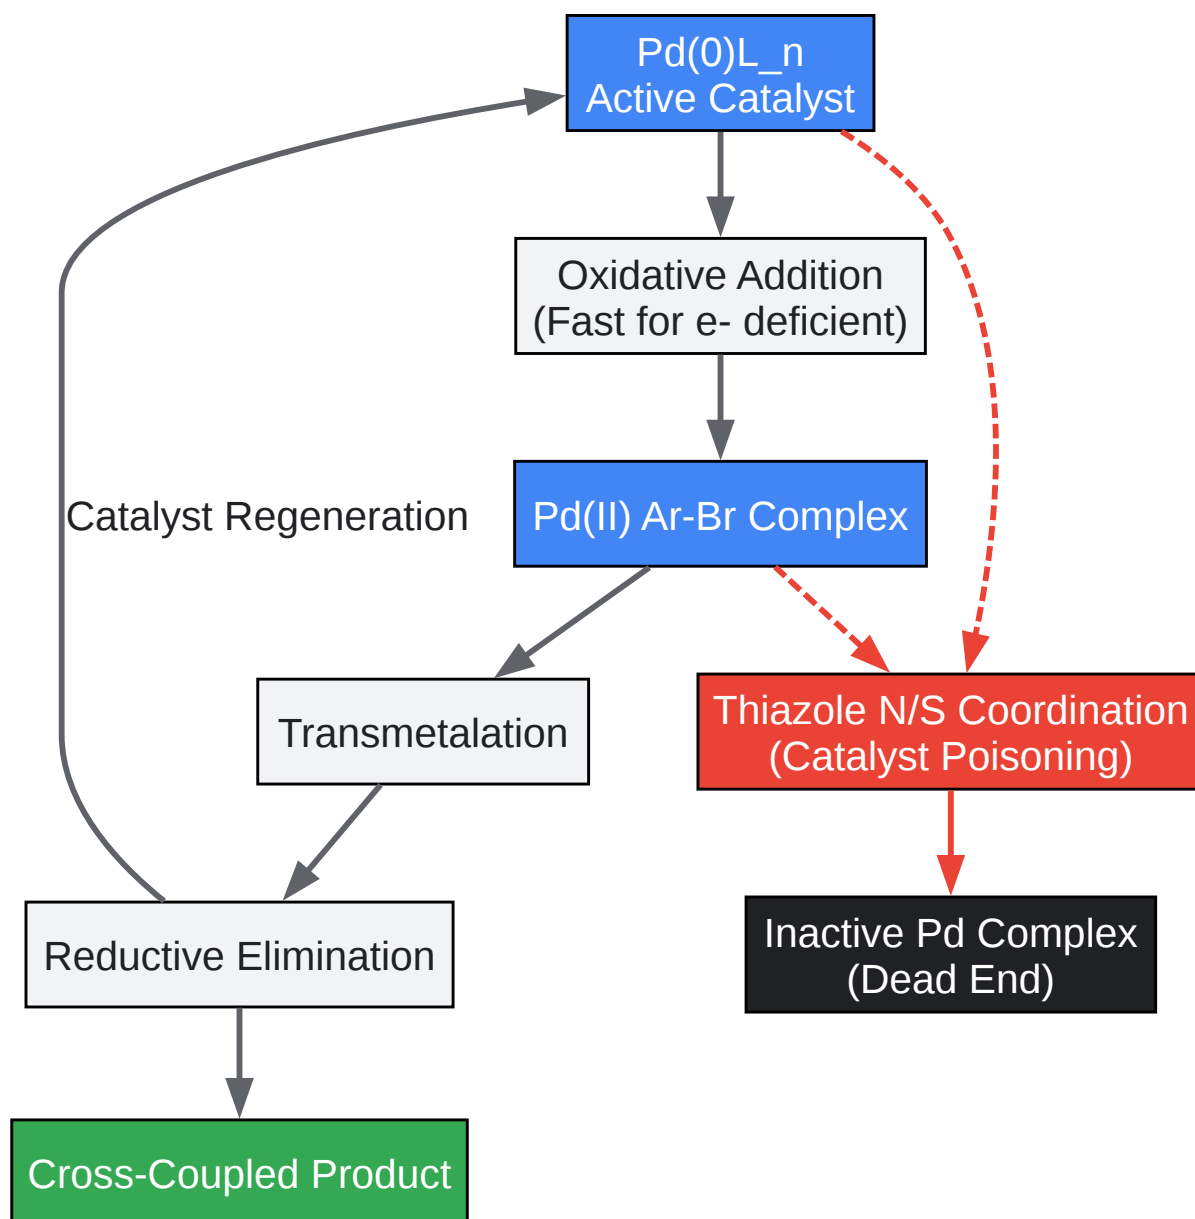 Pd(0)L_n
Active Catalyst
Oxidative Addition
(Fast for e- deficient)
Catalyst Regeneration
Pd(II) Ar-Br Complex
Transmetalation
Thiazole N/S Coordination
(Catalyst Poisoning)
Reductive Elimination
Inactive Pd Complex
(Dead End)
Cross-Coupled Product